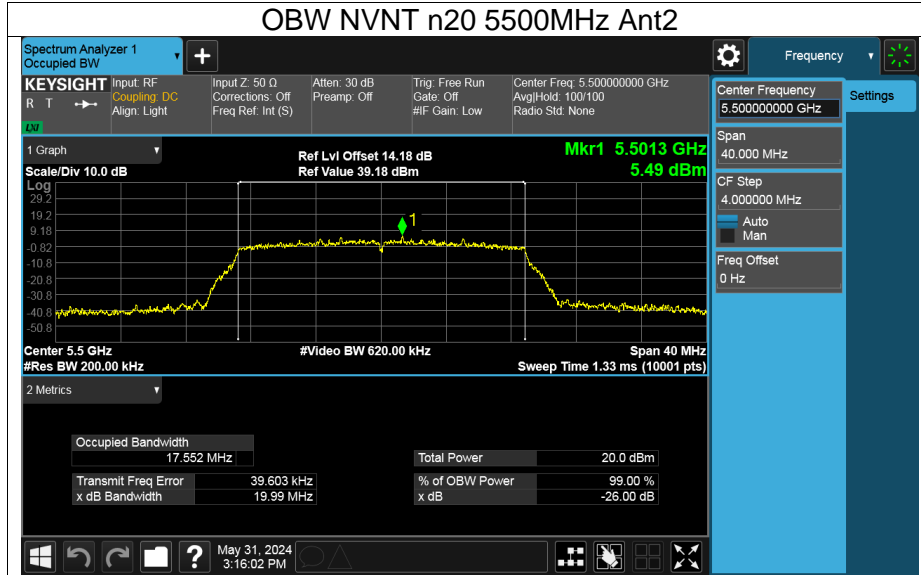 OBW NVNT n20 5500MHz Ant2
Spectrum Analyzer 1
Occupied BW
Frequency
KEYSIGHT
R T
LXI
Input: RF
Coupling: DC
Align: Light
Input Z: 50 Ω
Corrections: Off
Freq Ref: Int (S)
Atten: 30 dB
Preamp: Off
Trig: Free Run
Gate: Off
#IF Gain: Low
Center Freq: 5.500000000 GHz
Avg|Hold: 100/100
Radio Std: None
Center Frequency
5.500000000 GHz
Settings
Span
40.000 MHz
CF Step
4.000000 MHz
Auto
Man
Freq Offset
0 Hz
1 Graph
Scale/Div 10.0 dB
Ref Lvl Offset 14.18 dB
Ref Value 39.18 dBm
Mkr1 5.5013 GHz
5.49 dBm
Log
29.2
19.2
9.18
-0.82
-10.8
-20.8
-30.8
-40.8
-50.8
1
Center 5.5 GHz
#Video BW 620.00 kHz
Span 40 MHz
#Res BW 200.00 kHz
Sweep Time 1.33 ms (10001 pts)
2 Metrics
Occupied Bandwidth
17.552 MHz
Total Power 20.0 dBm
Transmit Freq Error 39.603 kHz
% of OBW Power 99.00 %
x dB Bandwidth 19.99 MHz
x dB -26.00 dB
?
May 31, 2024
3:16:02 PM